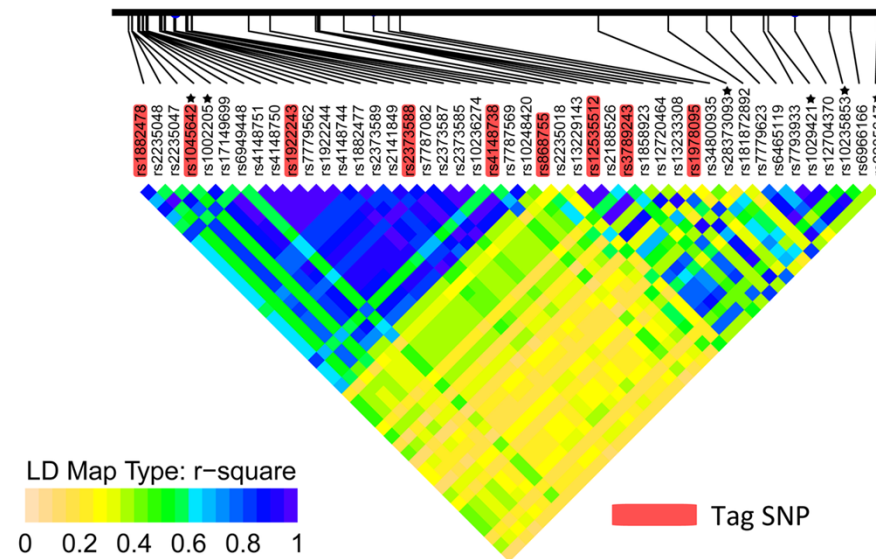 rs1882478
rs2235048
rs2235047
rs1045642★
rs1002205★
rs17149699
rs6949448
rs4148751
rs4148750
rs1922243
rs7779562
rs1922244
rs4148744
rs1882477
rs2373589
rs2141849
rs2373588
rs7787082
rs2373587
rs2373585
rs10236274
rs4148738
rs7787569
rs10248420
rs868755
rs2235018
rs13229143
rs12535512
rs2188526
rs3789243
rs1858923
rs12720464
rs13233308
rs1978095
rs34800935
rs28373093★
rs181872892
rs7779623
rs6465119
rs7793933
rs1029421★
rs12704370
rs10235853★
rs6966166
LD Map Type: r−square
0 0.2 0.4 0.6 0.8 1
Tag SNP